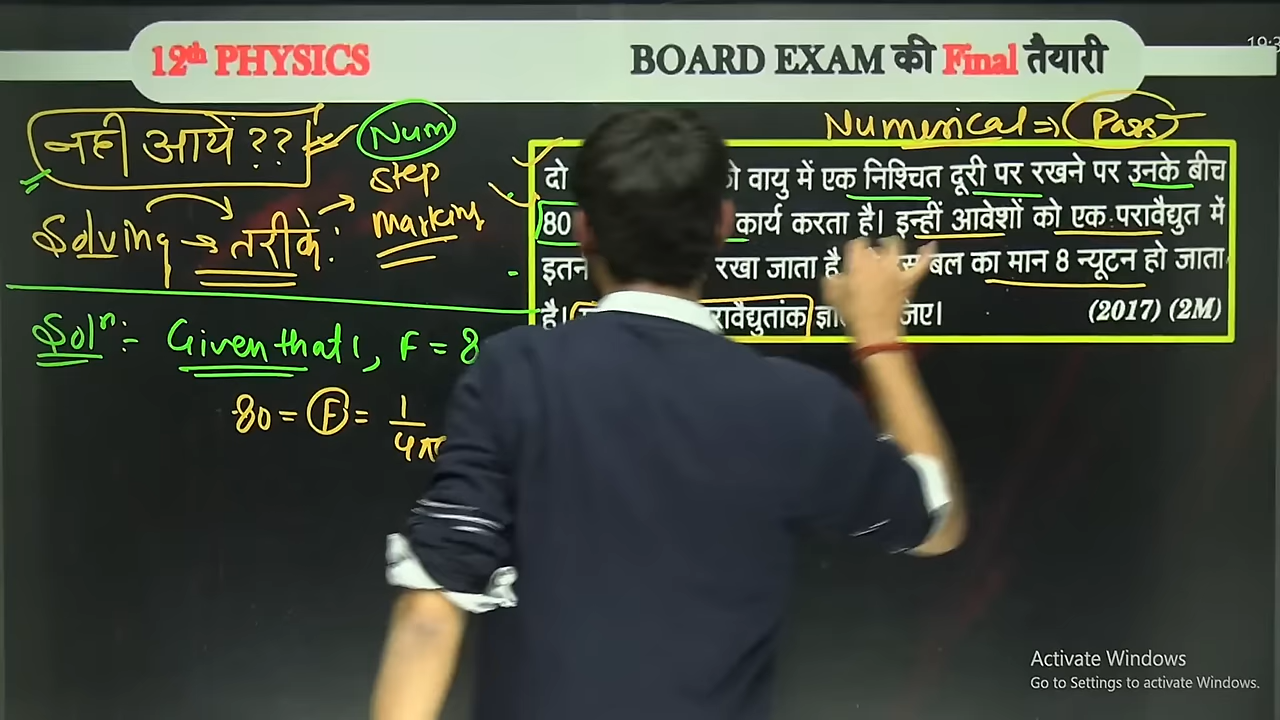 12th PHYSICS
BOARD EXAM की Final तैयारी
नही आये ??
Num
step
marking
Solving → तरीके :
Numerical ⇒ Pass
दो वायु में एक निश्चित दूरी पर रखने पर उनके बीच
80 कार्य करता है। इन्हीं आवेशों को एक परावैद्युत में
रखा जाता है बल का मान 8 न्यूटन हो जाता
है।
(2017) (2M)
Solⁿ :- Given that, F = 8
80 = F = 1/4π
Activate Windows
Go to Settings to activate Windows.